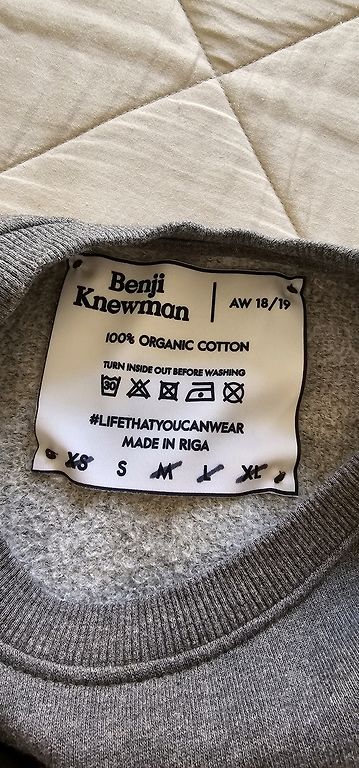 Benji
Knewman
AW 18/19
100% ORGANIC COTTON
TURN INSIDE OUT BEFORE WASHING
30
#LIFETHATYOUCANWEAR
MADE IN RIGA
XS S M L XL